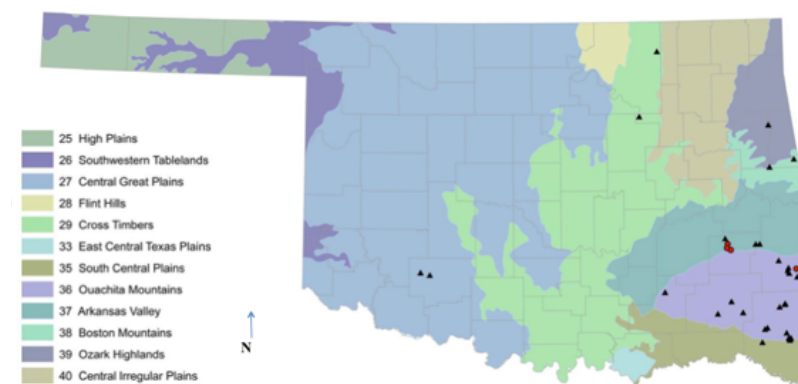 25 High Plains
26 Southwestern Tablelands
27 Central Great Plains
28 Flint Hills
29 Cross Timbers
33 East Central Texas Plains
35 South Central Plains
36 Ouachita Mountains
37 Arkansas Valley
38 Boston Mountains
39 Ozark Highlands
40 Central Irregular Plains
N